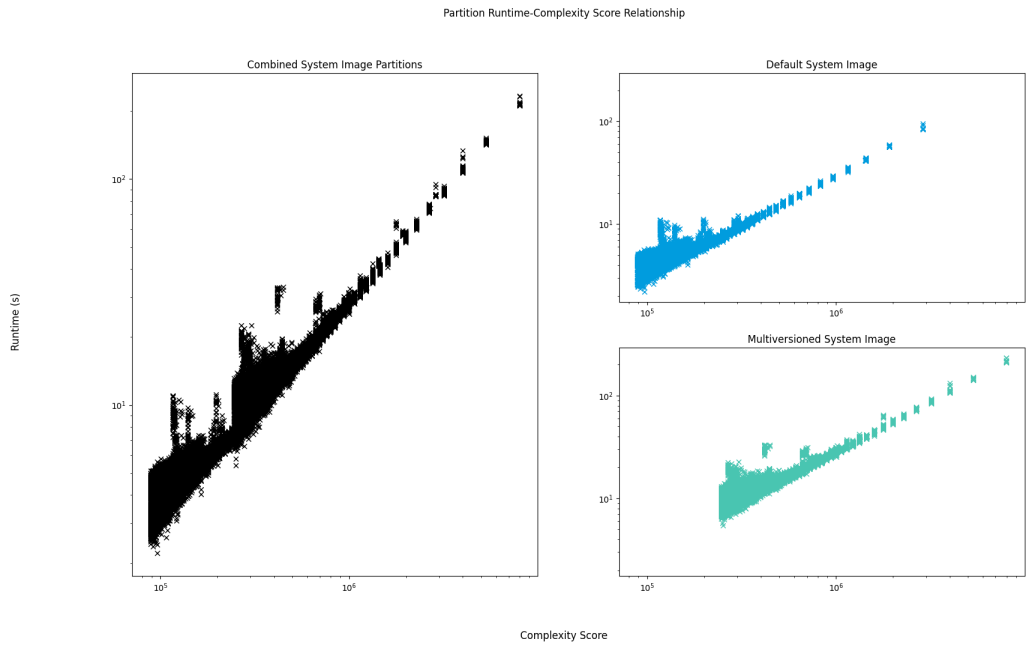 Partition Runtime-Complexity Score Relationship
Combined System Image Partitions
10²
10¹
10⁵ 10⁶
Default System Image
10²
10¹
10⁵ 10⁶
Multiversioned System Image
10²
10¹
10⁵ 10⁶
Runtime (s)
Complexity Score